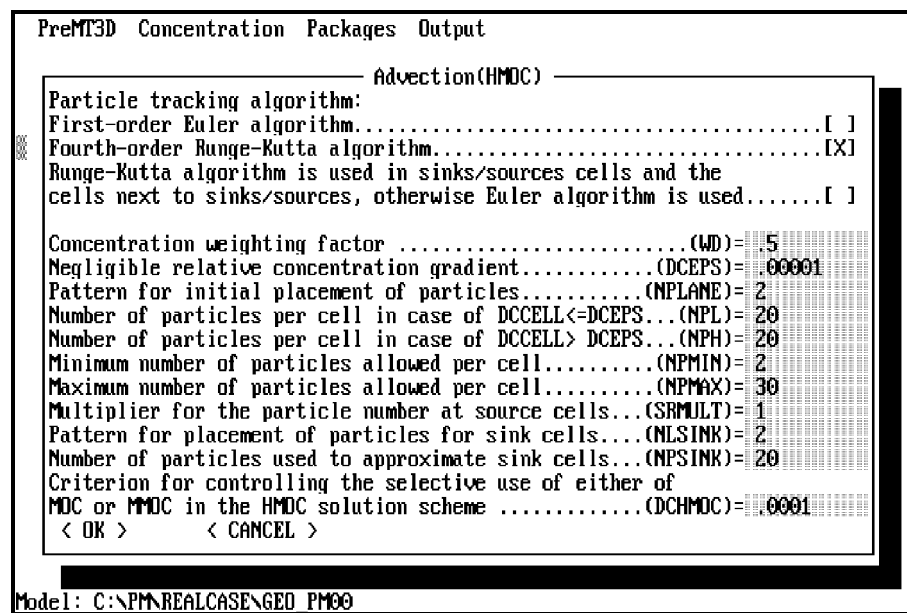 PreMT3D  Concentration  Packages  Output
Advection(HMOC)
Particle tracking algorithm:
First-order Euler algorithm...........................................[ ]
Fourth-order Runge-Kutta algorithm....................................[X]
Runge-Kutta algorithm is used in sinks/sources cells and the
cells next to sinks/sources, otherwise Euler algorithm is used.......[ ]
Concentration weighting factor ..........................(WD)= .5
Negligible relative concentration gradient............(DCEPS)= .00001
Pattern for initial placement of particles...........(NPLANE)= 2
Number of particles per cell in case of DCCELL<=DCEPS...(NPL)= 20
Number of particles per cell in case of DCCELL> DCEPS...(NPH)= 20
Minimum number of particles allowed per cell..........(NPMIN)= 2
Maximum number of particles allowed per cell..........(NPMAX)= 30
Multiplier for the particle number at source cells...(SRMULT)= 1
Pattern for placement of particles for sink cells....(NLSINK)= 2
Number of particles used to approximate sink cells...(NPSINK)= 20
Criterion for controlling the selective use of either of
MOC or MMOC in the HMOC solution scheme .............(DCHMOC)= .0001
< OK >       < CANCEL >
Model: C:\PM\REALCASE\GEO_PM00